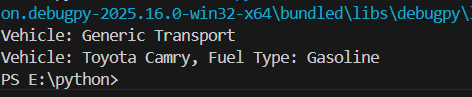 on.debugpy-2025.16.0-win32-x64\bundled\libs\debugpy\
Vehicle: Generic Transport
Vehicle: Toyota Camry, Fuel Type: Gasoline
PS E:\python>